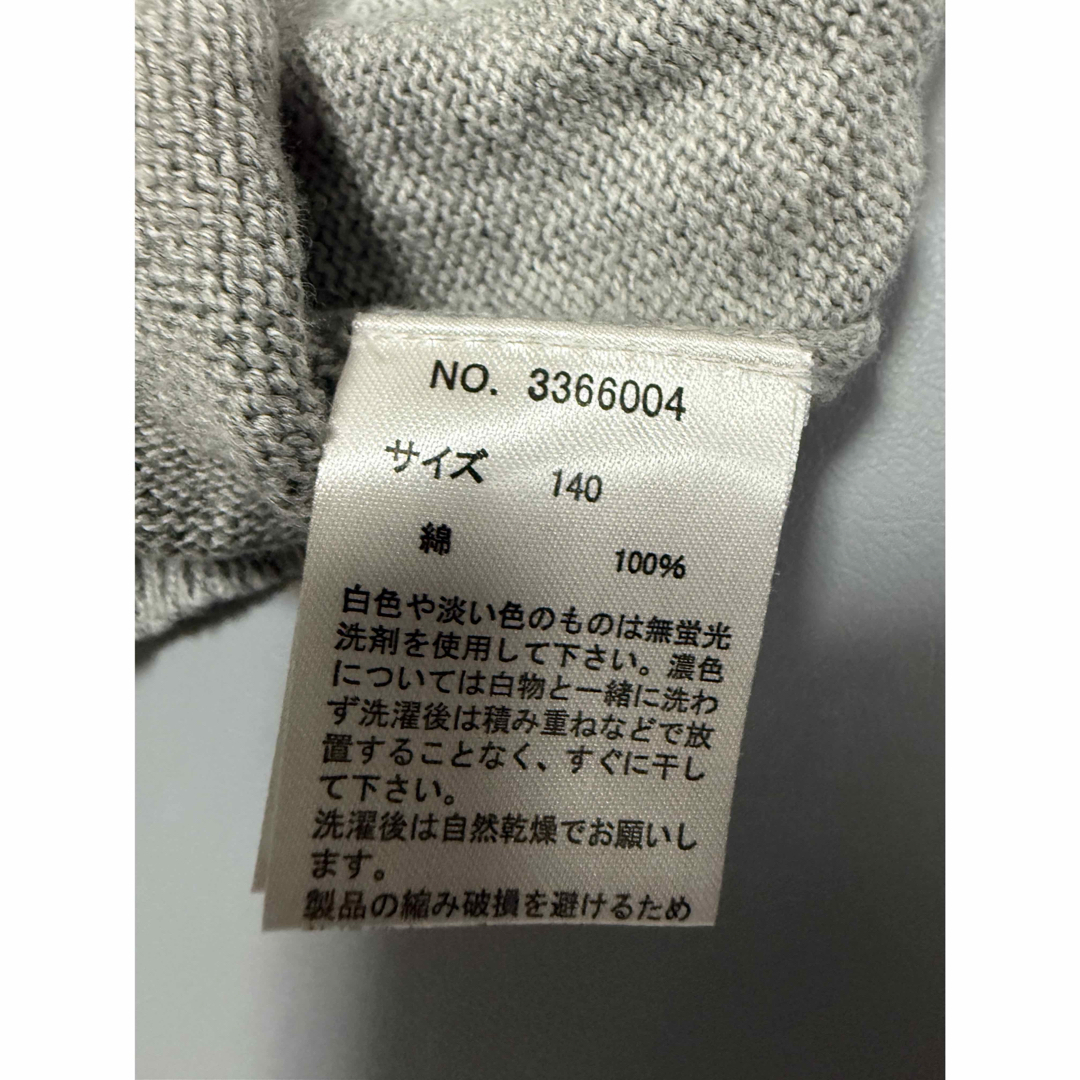 NO. 3366004
サイズ 140
綿 100%
白色や淡い色のものは無蛍光
洗剤を使用して下さい。濃色
については白物と一緒に洗わ
ず洗濯後は積み重ねなどで放
置することなく、すぐに干し
て下さい。
洗濯後は自然乾燥でお願いし
ます。
製品の縮み破損を避けるため